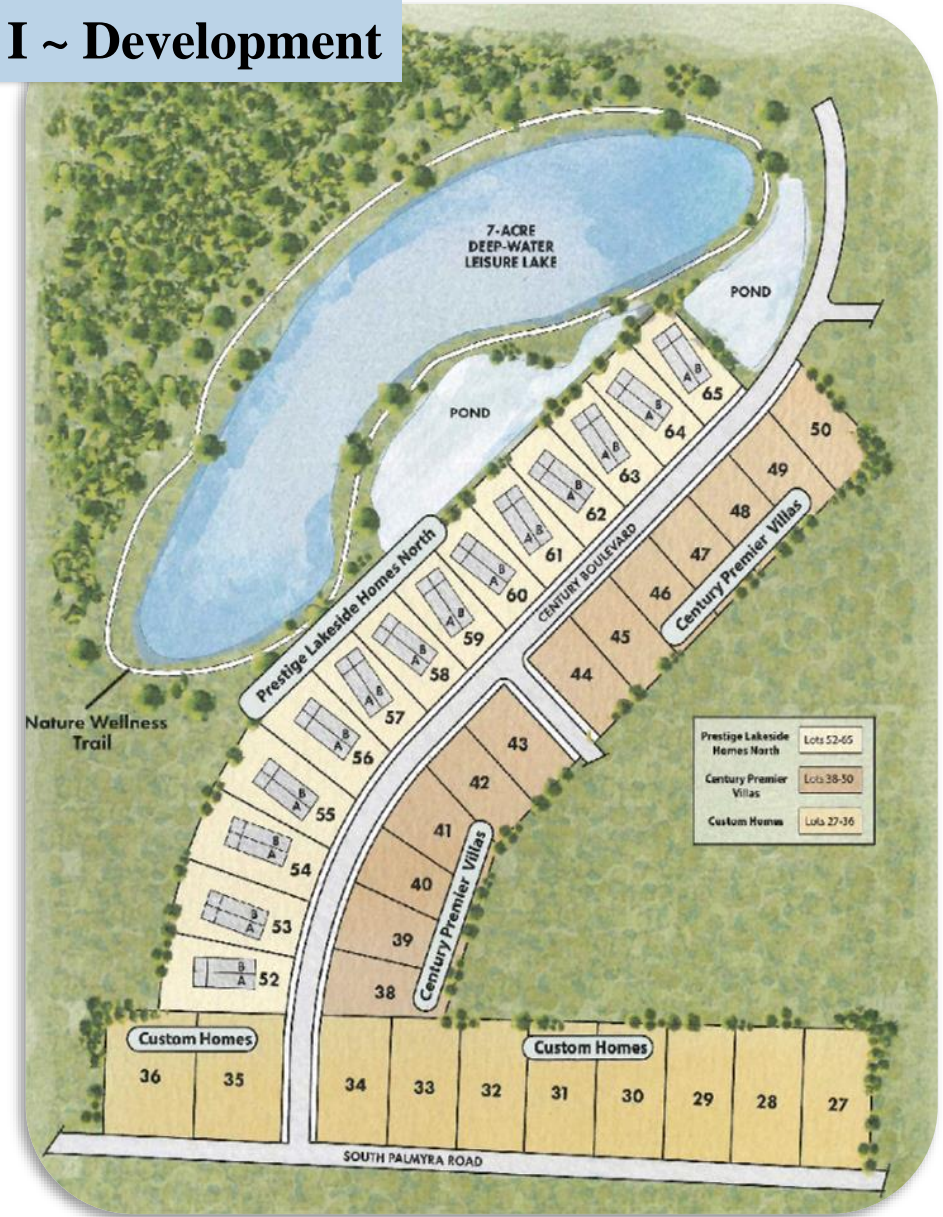 I ~ Development
7-ACRE
DEEP-WATER
LEISURE LAKE
POND
POND
A B 65
A B 64
A B 63
A B 62
A B 61
A B 60
A B 59
A B 58
A B 57
A B 56
A B 55
A B 54
A B 53
A B 52
Prestige Lakeside Homes North
CENTURY BOULEVARD
50
49
48
47
46
45
44
Century Premier Villas
43
42
41
40
39
38
Century Premier Villas
Nature Wellness
Trail
Prestige Lakeside
Homes North
Lots 52-65
Century Premier
Villas
Lots 38-50
Custom Homes
Lots 27-36
Custom Homes
36
35
Custom Homes
34
33
32
31
30
29
28
27
SOUTH PALMYRA ROAD